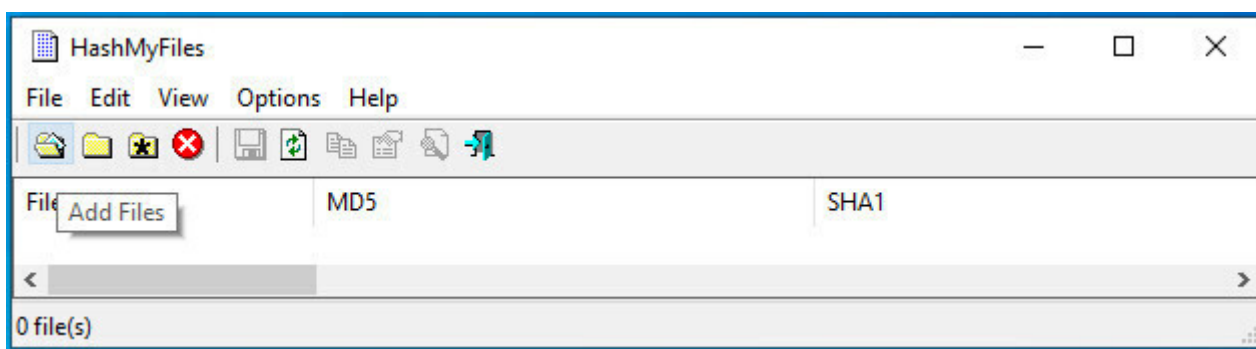 HashMyFiles
File Edit View Options Help
File MD5 SHA1
Add Files
0 file(s)